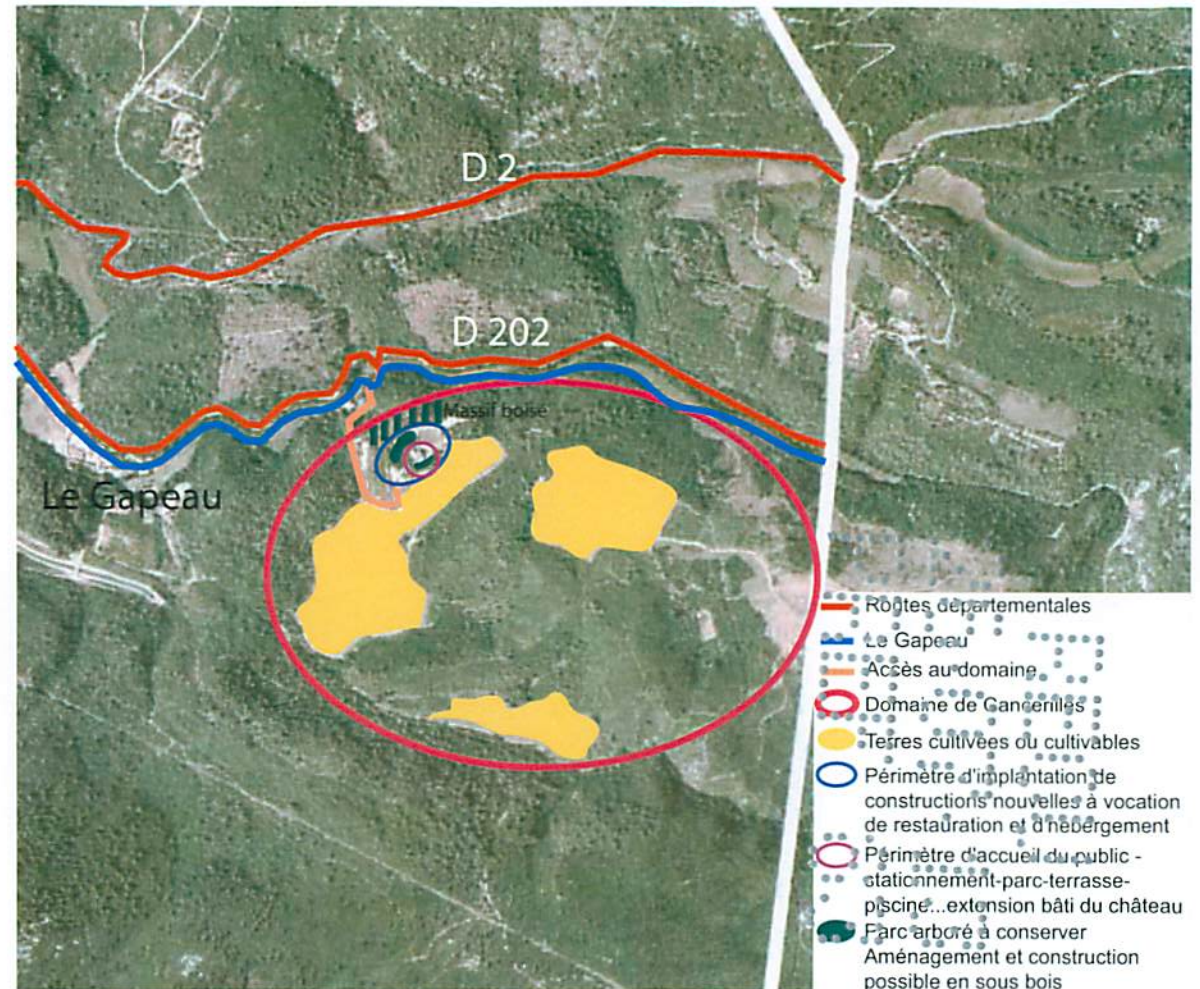 D 2
D 202
Massif boisé
Le Gapeau
Routes départementales
Le Gapeau
Accès au domaine
Domaine de Cancerilles
Terres cultivées ou cultivables
Périmètre d'implantation de
constructions nouvelles à vocation
de restauration et d'hébergement
Périmètre d'accueil du public -
stationnement-parc-terrasse-
piscine...extension bâti du château
Parc arboré à conserver
Aménagement et construction
possible en sous bois